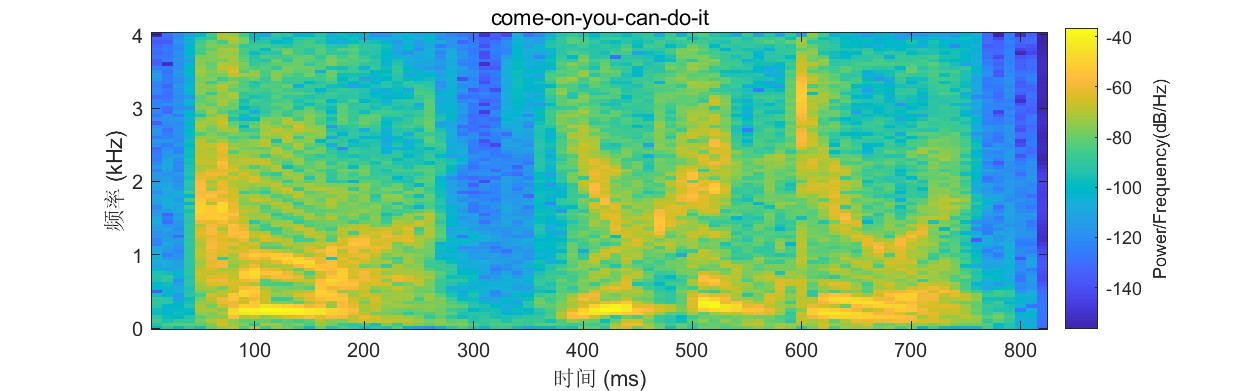 come-on-you-can-do-it
4
3
2
1
0
频率 (kHz)
100 200 300 400 500 600 700 800
时间 (ms)
-40
-60
-80
-100
-120
-140
Power/Frequency(dB/Hz)